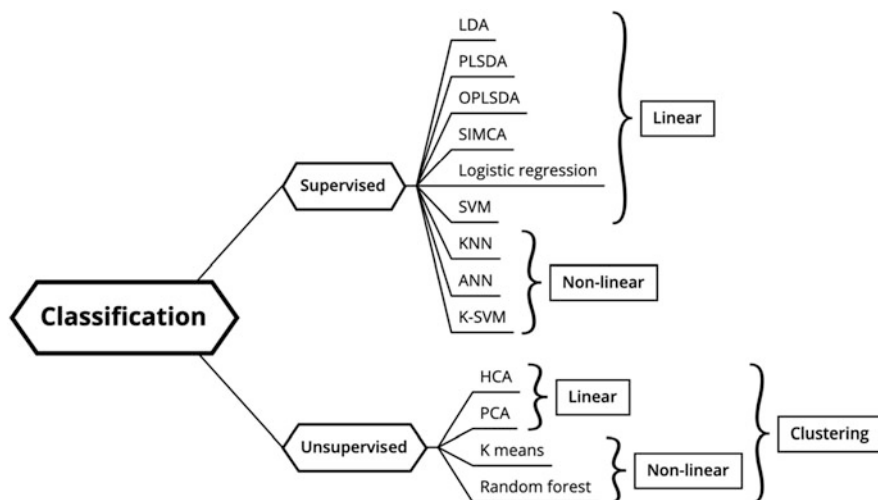 LDA
PLSDA
OPLSDA
SIMCA
Logistic regression
SVM
Linear
Supervised
KNN
ANN
K-SVM
Non-linear
Classification
HCA
PCA
Linear
Unsupervised
K means
Random forest
Non-linear
Clustering